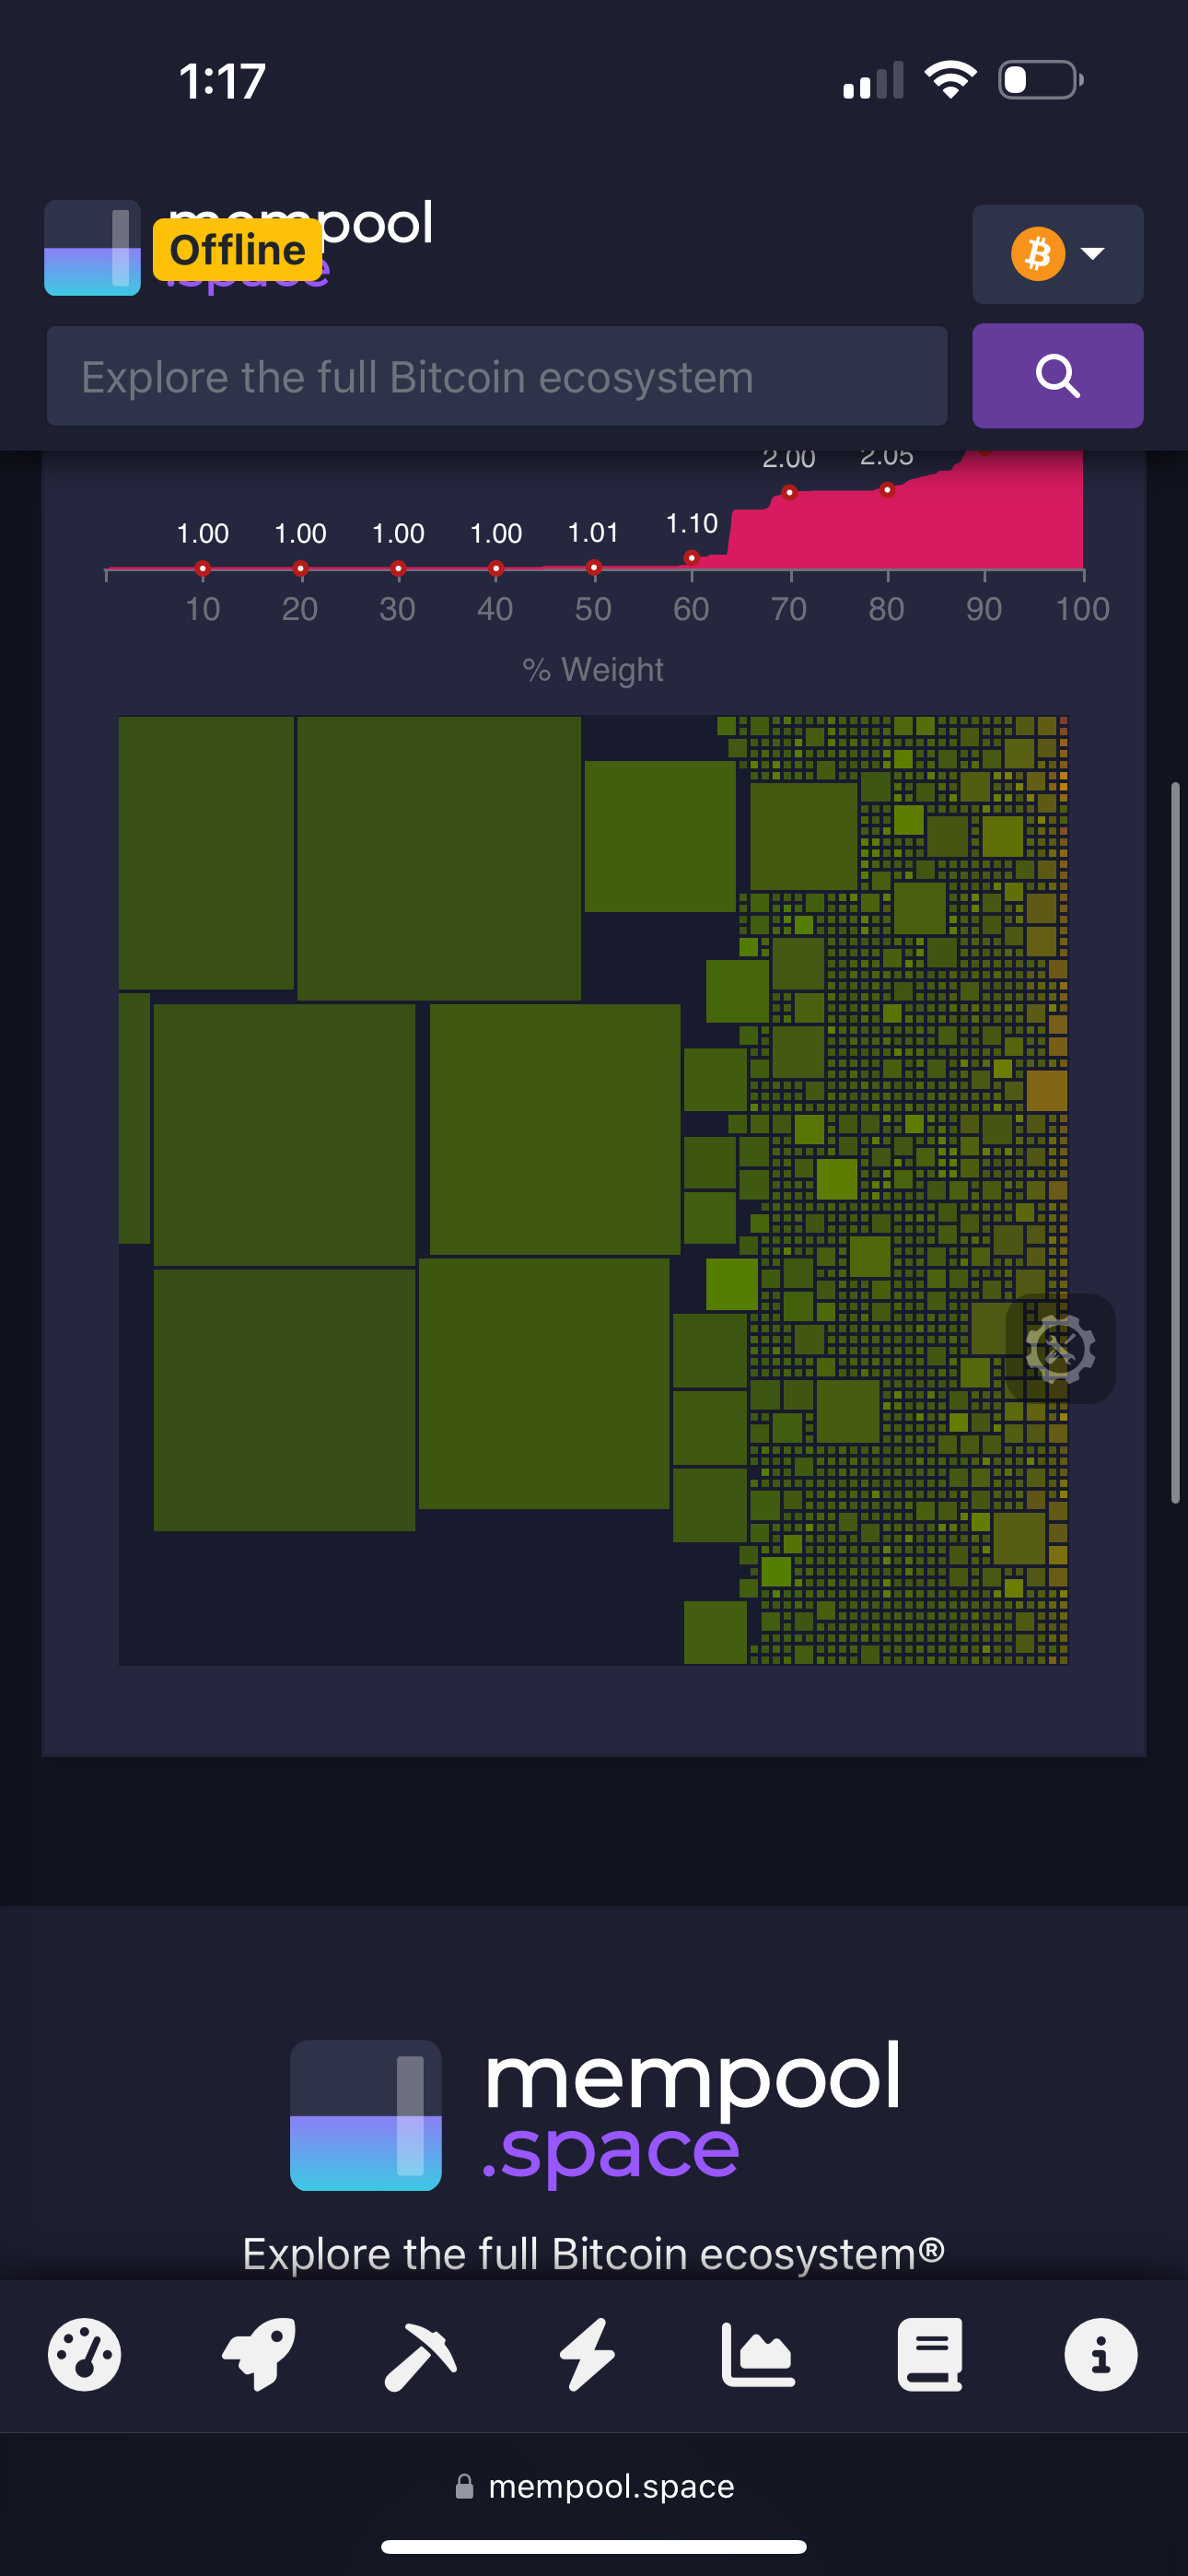 1:17
mempool
Offline
.space
Explore the full Bitcoin ecosystem
2.00 2.05
1.00 1.00 1.00 1.00 1.01 1.10
10 20 30 40 50 60 70 80 90 100
% Weight
mempool
.space
Explore the full Bitcoin ecosystem®
mempool.space